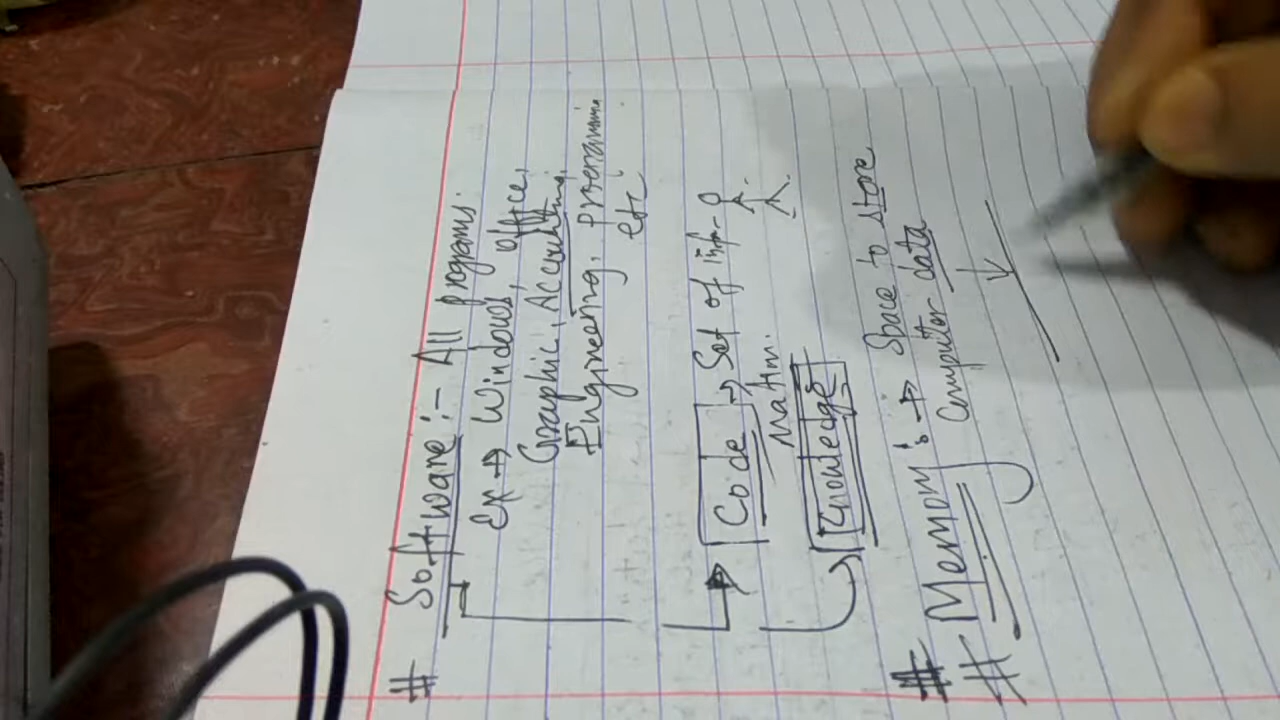 # Software :- All programs.
Ex → Windows, office,
Graphic, Accounting,
Engineering, programming
etc
Code → Set of infor-
mation.
Knowledge
# Memory :→ Space to store
Computer data
#